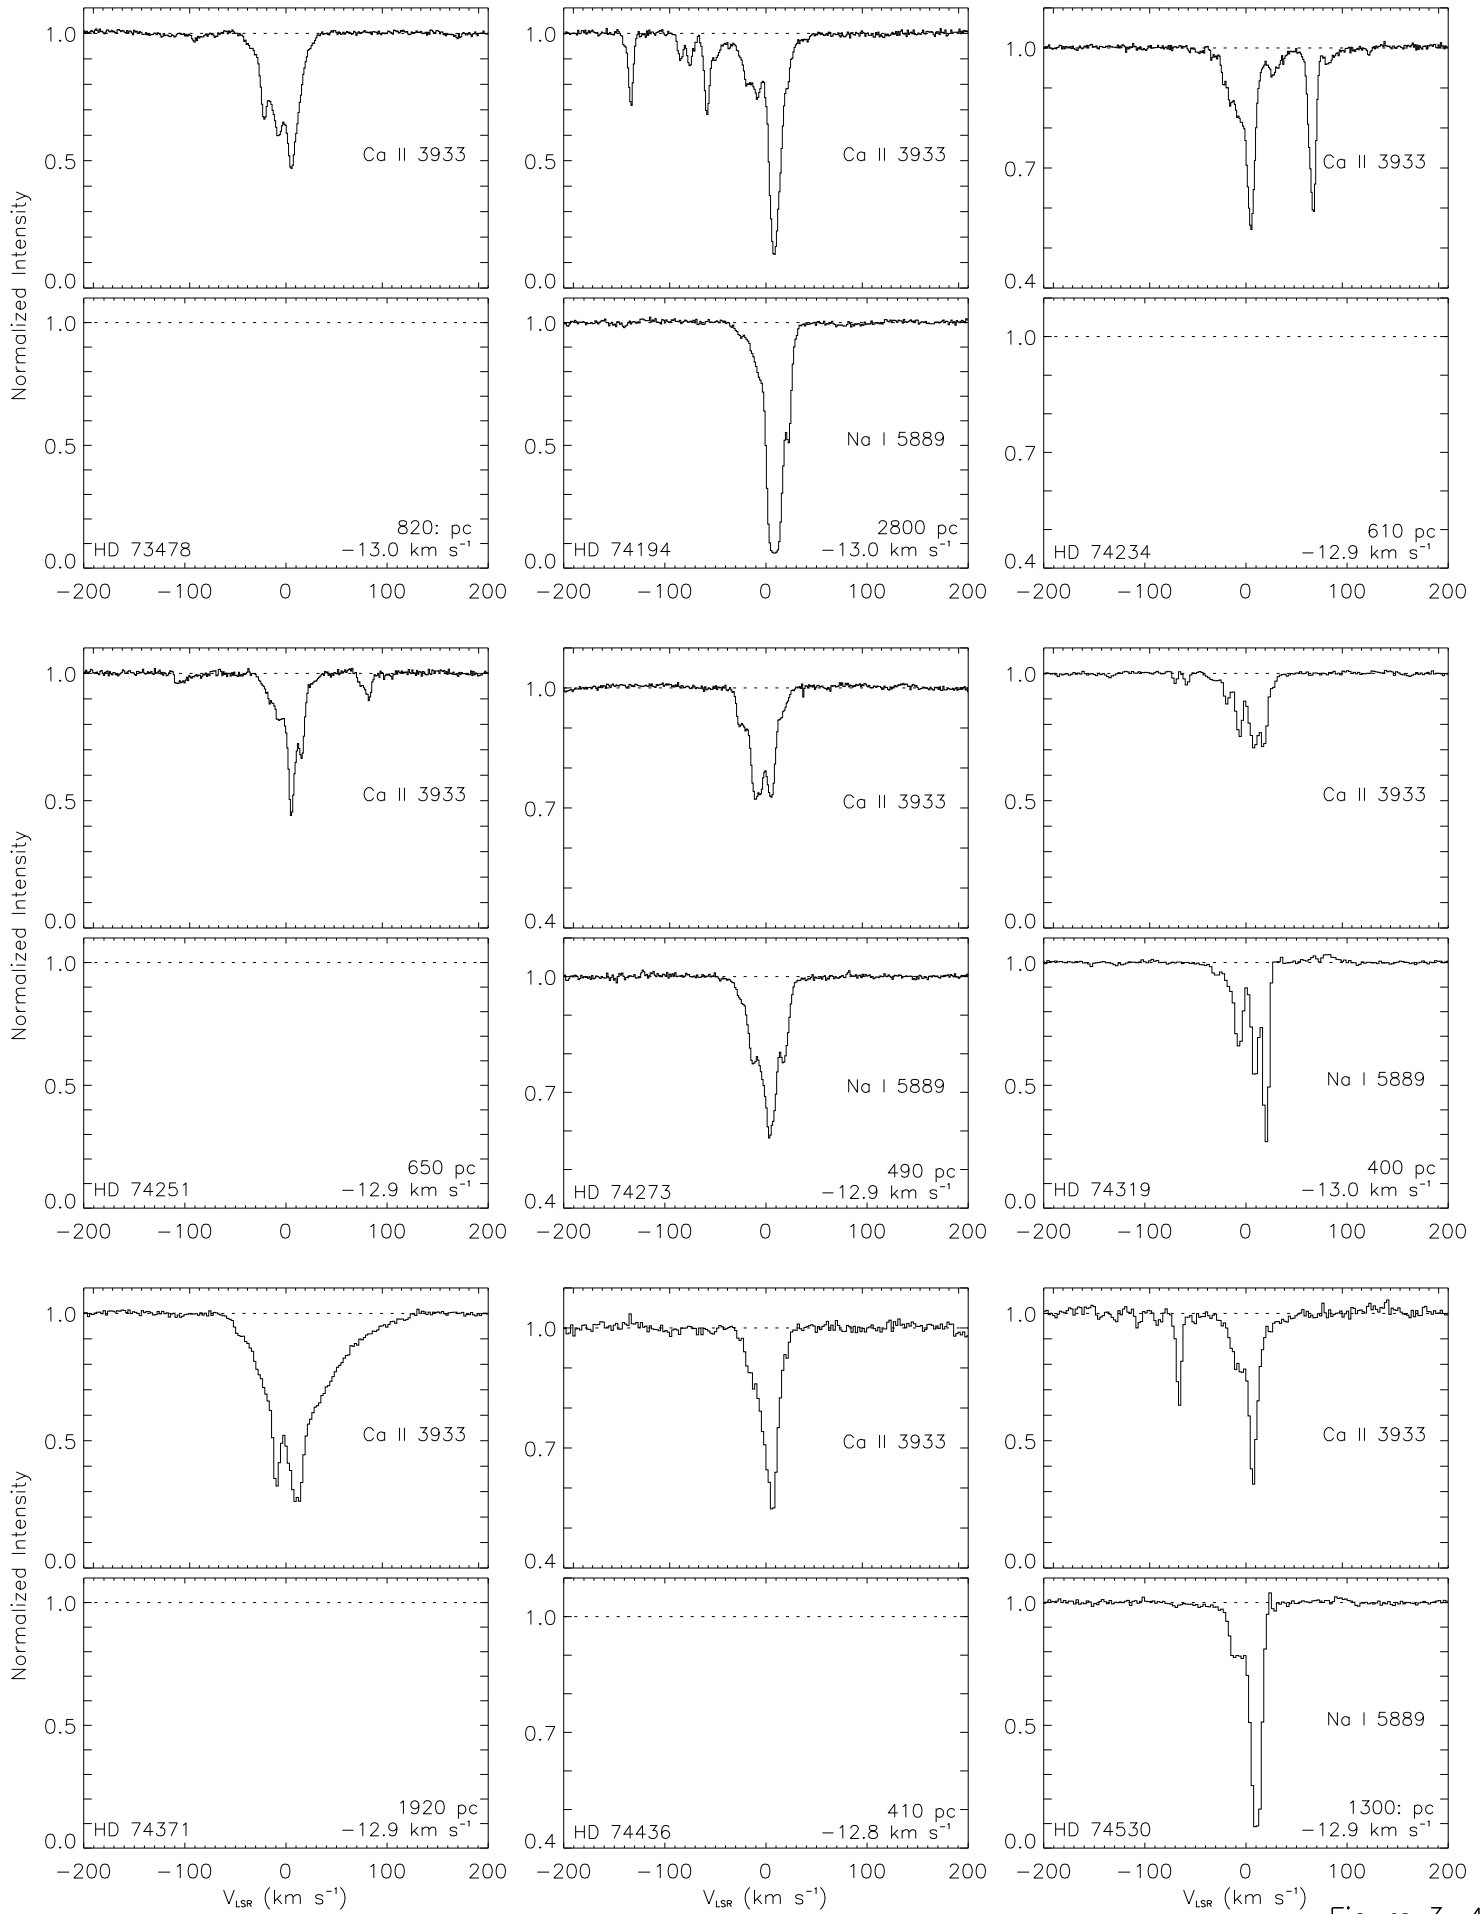 1.0
0.5
0.0
Ca II 3933
1.0
0.5
0.0
Ca II 3933
1.0
0.7
0.4
Ca II 3933
Normalized Intensity
1.0
0.5
0.0
820: pc
HD 73478
−13.0 km s⁻¹
1.0
0.5
0.0
Na I 5889
2800 pc
HD 74194
−13.0 km s⁻¹
1.0
0.7
0.4
610 pc
HD 74234
−12.9 km s⁻¹
−200 −100 0 100 200
−200 −100 0 100 200
−200 −100 0 100 200
1.0
0.5
0.0
Ca II 3933
1.0
0.7
0.4
Ca II 3933
1.0
0.5
0.0
Ca II 3933
Normalized Intensity
1.0
0.5
0.0
650 pc
HD 74251
−12.9 km s⁻¹
1.0
0.7
0.4
Na I 5889
490 pc
HD 74273
−12.9 km s⁻¹
1.0
0.5
0.0
Na I 5889
400 pc
HD 74319
−13.0 km s⁻¹
−200 −100 0 100 200
−200 −100 0 100 200
−200 −100 0 100 200
1.0
0.5
0.0
Ca II 3933
1.0
0.7
0.4
Ca II 3933
1.0
0.5
0.0
Ca II 3933
Normalized Intensity
1.0
0.5
0.0
1920 pc
HD 74371
−12.9 km s⁻¹
1.0
0.7
0.4
410 pc
HD 74436
−12.8 km s⁻¹
1.0
0.5
0.0
Na I 5889
1300: pc
HD 74530
−12.9 km s⁻¹
−200 −100 0 100 200
−200 −100 0 100 200
−200 −100 0 100 200
V_LSR (km s⁻¹)
V_LSR (km s⁻¹)
V_LSR (km s⁻¹)